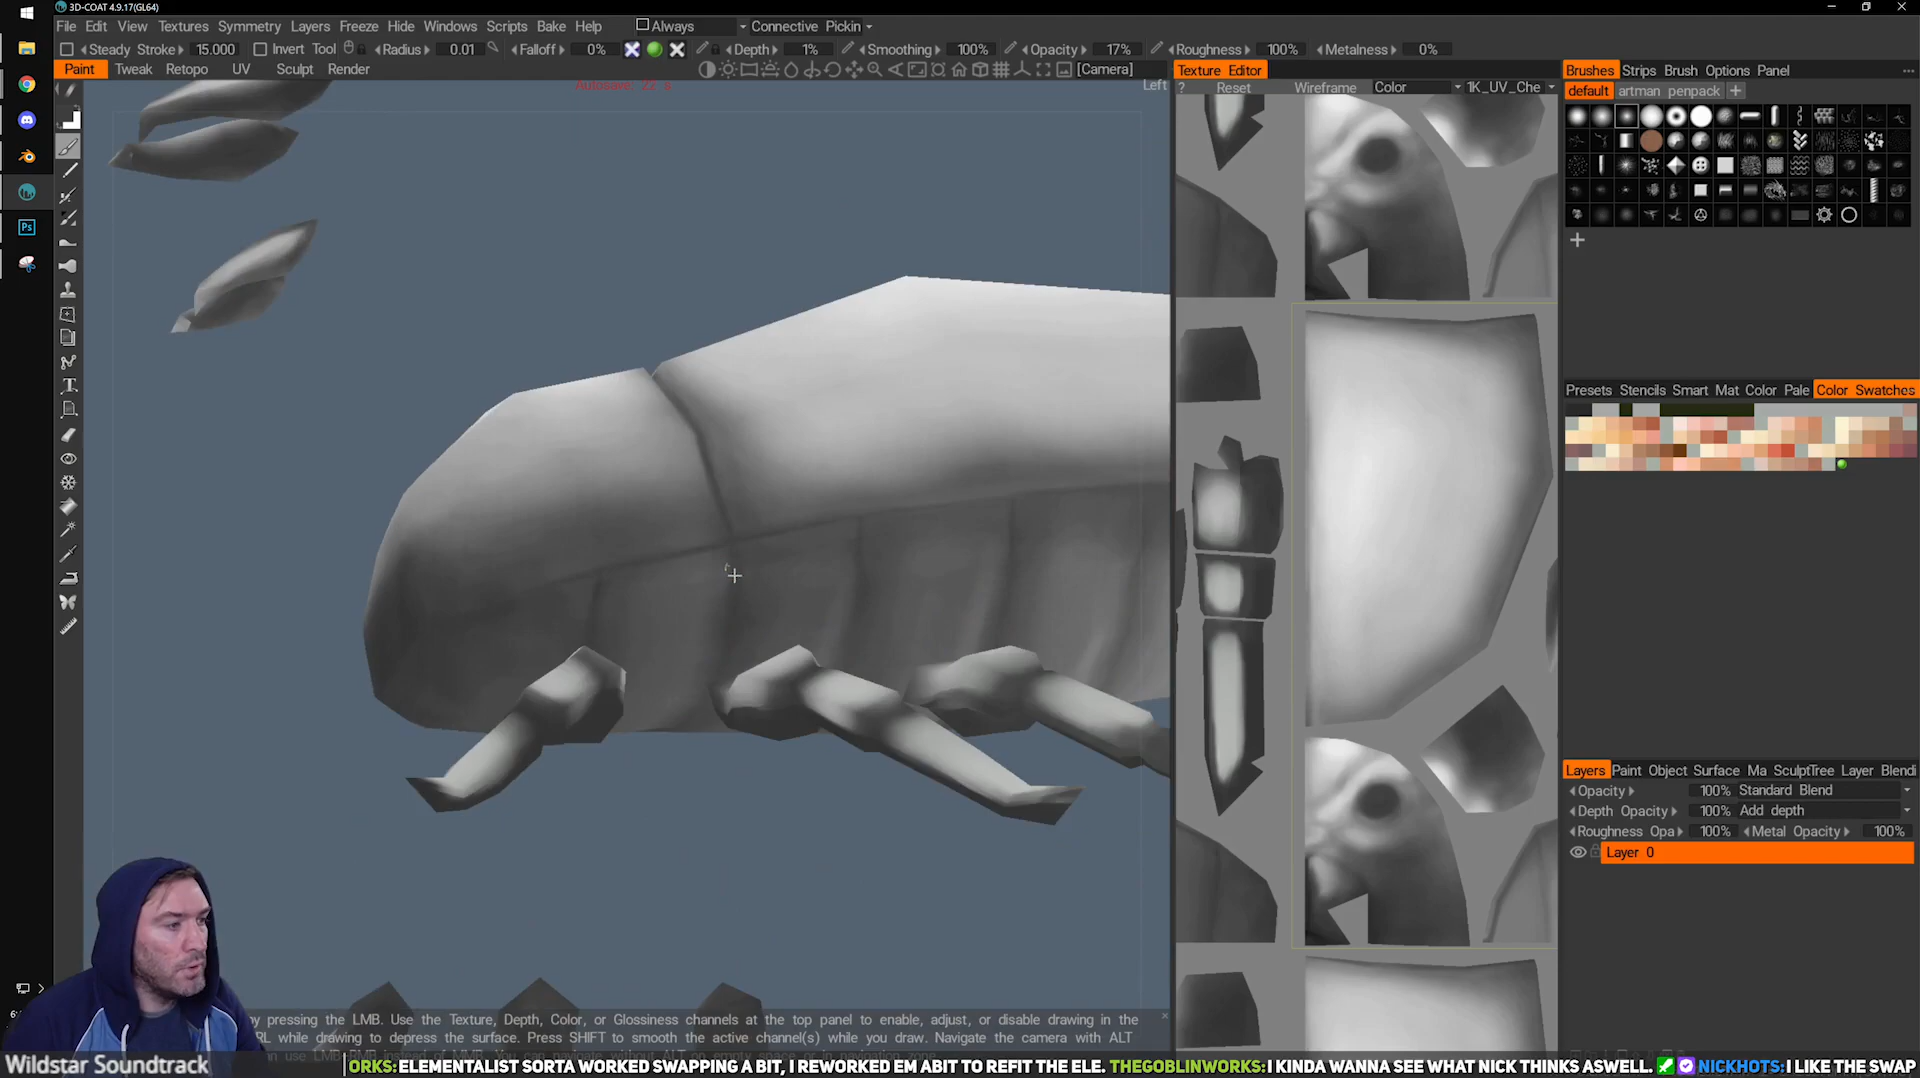 3D-COAT 4.9.17(GL64)
File Edit View Textures Symmetry Layers Freeze Hide Windows Scripts Bake Help Always Connective Pickin
Steady Stroke 15.000 Invert Tool Radius 0.01 Falloff 0% Depth 1% Smoothing 100% Opacity 17% Roughness 100% Metalness 0%
Paint Tweak Retopo UV Sculpt Render [Camera]
Autosave: 22 s
Left
Texture Editor
? Reset Wireframe Color 1K_UV_Che
Brushes Strips Brush Options Panel
default artman penpack
Presets Stencils Smart Mat Color Pale Color Swatches
Layers Paint Object Surface Ma SculptTree Layer Blendi
Opacity 100% Standard Blend
Depth Opacity 100% Add depth
Roughness Opa 100% Metal Opacity 100%
Layer 0
by pressing the LMB. Use the Texture, Depth, Color, or Glossiness channels at the top panel to enable, adjust, or disable drawing in the
RL while drawing to depress the surface. Press SHIFT to smooth the active channel(s) while you draw. Navigate the camera with ALT
Wildstar Soundtrack
ORKS: ELEMENTALIST SORTA WORKED SWAPPING A BIT, I REWORKED EM ABIT TO REFIT THE ELE. THEGOBLINWORKS: I KINDA WANNA SEE WHAT NICK THINKS ASWELL. NICKHOTS: I LIKE THE SWAP